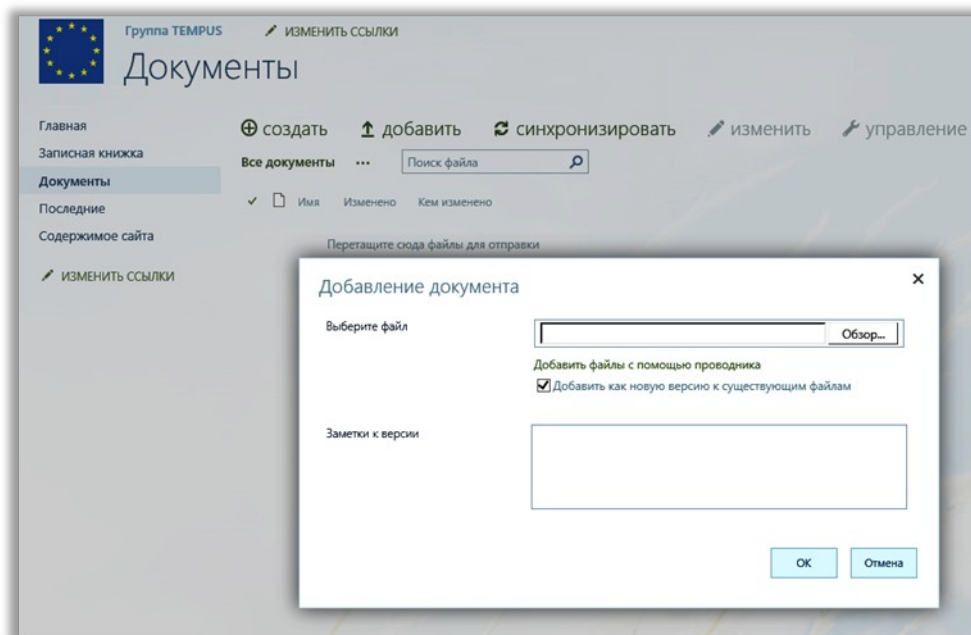 Группа TEMPUS ИЗМЕНИТЬ ССЫЛКИ
Документы
Главная
Записная книжка
Документы
Последние
Содержимое сайта
ИЗМЕНИТЬ ССЫЛКИ
создать добавить синхронизировать изменить управление
Все документы ... Поиск файла
Имя Изменено Кем изменено
Перетащите сюда файлы для отправки
Добавление документа
Выберите файл
Обзор...
Добавить файлы с помощью проводника
Добавить как новую версию к существующим файлам
Заметки к версии
ОК Отмена